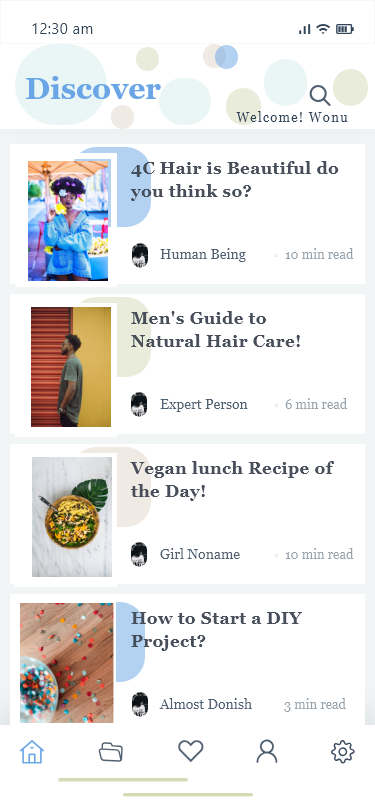 12:30 am
Discover
Welcome! Wonu
4C Hair is Beautiful do
you think so?
Human Being
10 min read
Men's Guide to
Natural Hair Care!
Expert Person
6 min read
Vegan lunch Recipe of
the Day!
Girl Noname
10 min read
How to Start a DIY
Project?
Almost Donish
3 min read